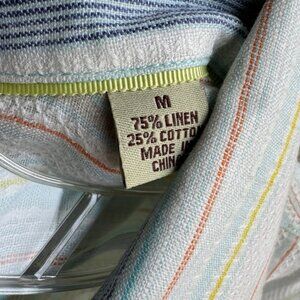 M
75% LINEN
25% COTTON
MADE IN
CHINA